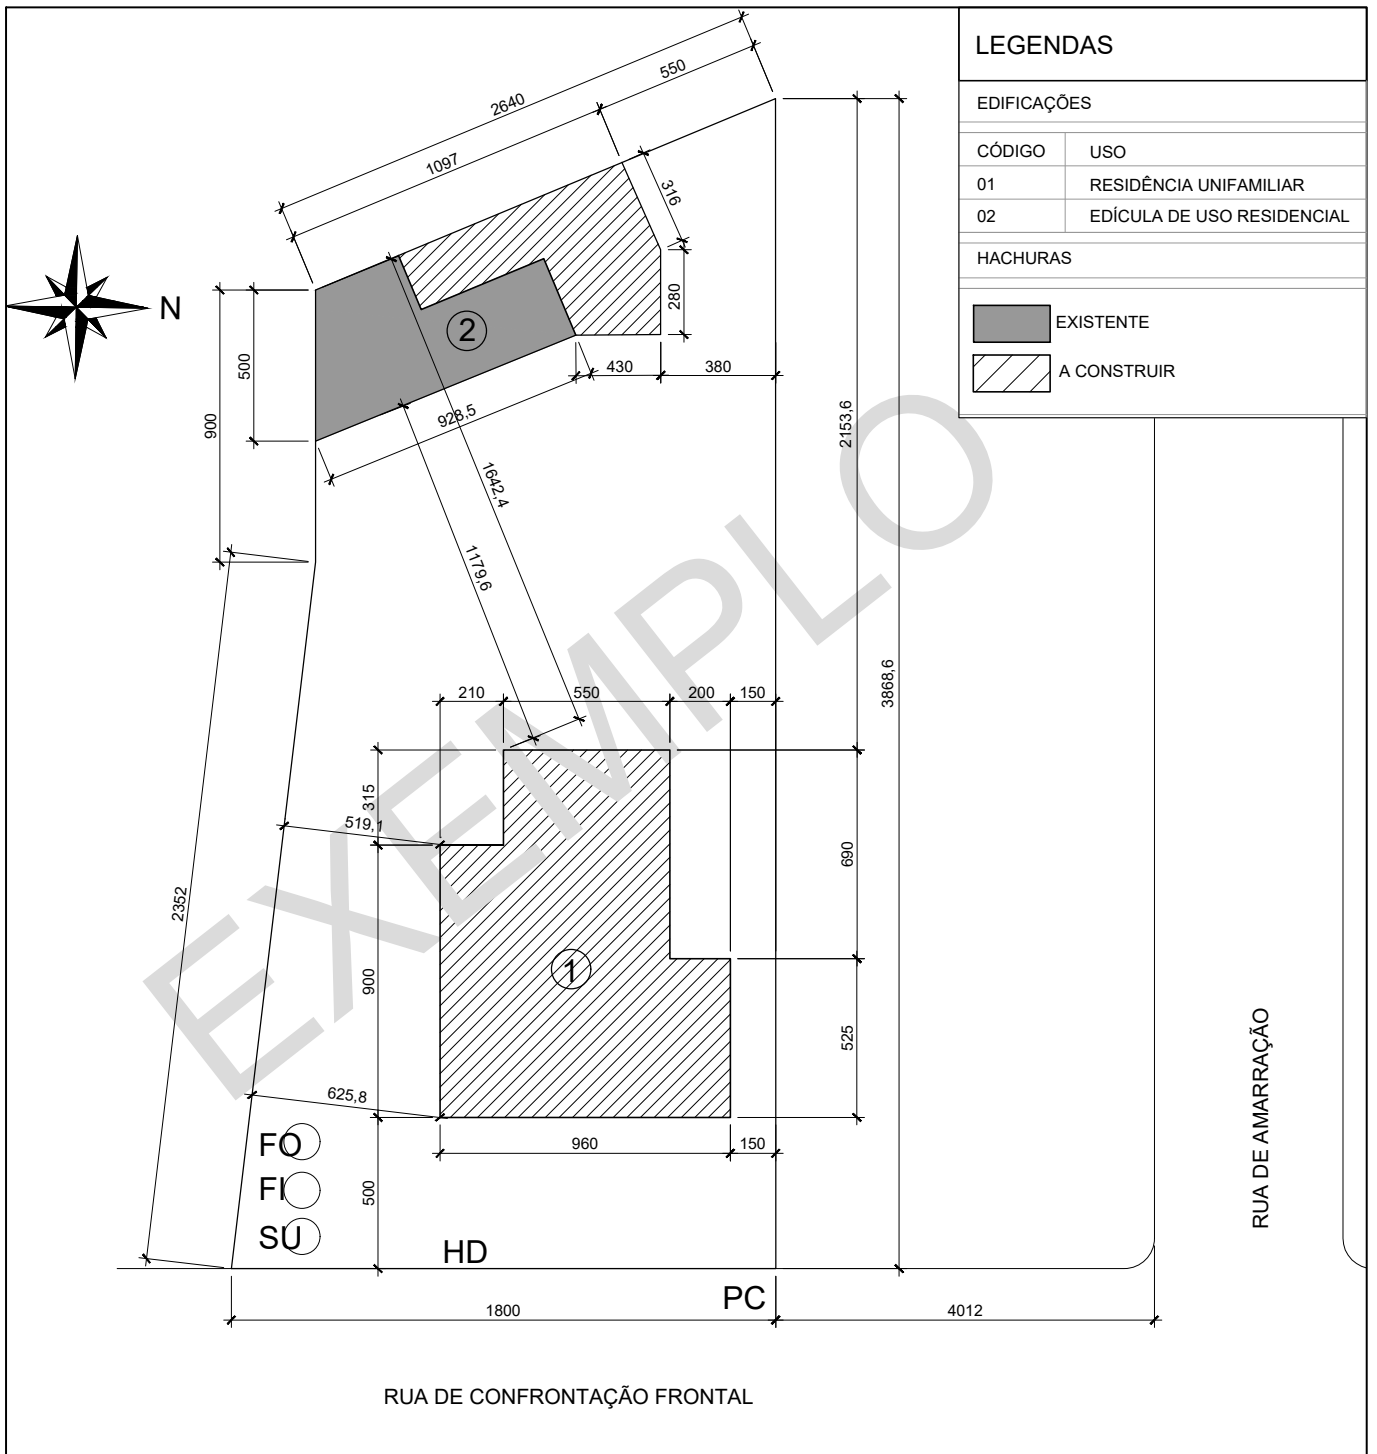 LEGENDAS
EDIFICAÇÕES
CÓDIGO USO
01 RESIDÊNCIA UNIFAMILIAR
02 EDÍCULA DE USO RESIDENCIAL
HACHURAS
EXISTENTE
A CONSTRUIR
550
2640
1097
316
N
280
2
500
430
380
900
928,5
2153,6
1642,4
1179,6
3868,6
210
550
200
150
315
519,1
690
2352
900
1
525
625,8
960
150
FO
FI
SU
500
HD
PC
1800
4012
EXEMPLO
RUA DE AMARRAÇÃO
RUA DE CONFRONTAÇÃO FRONTAL